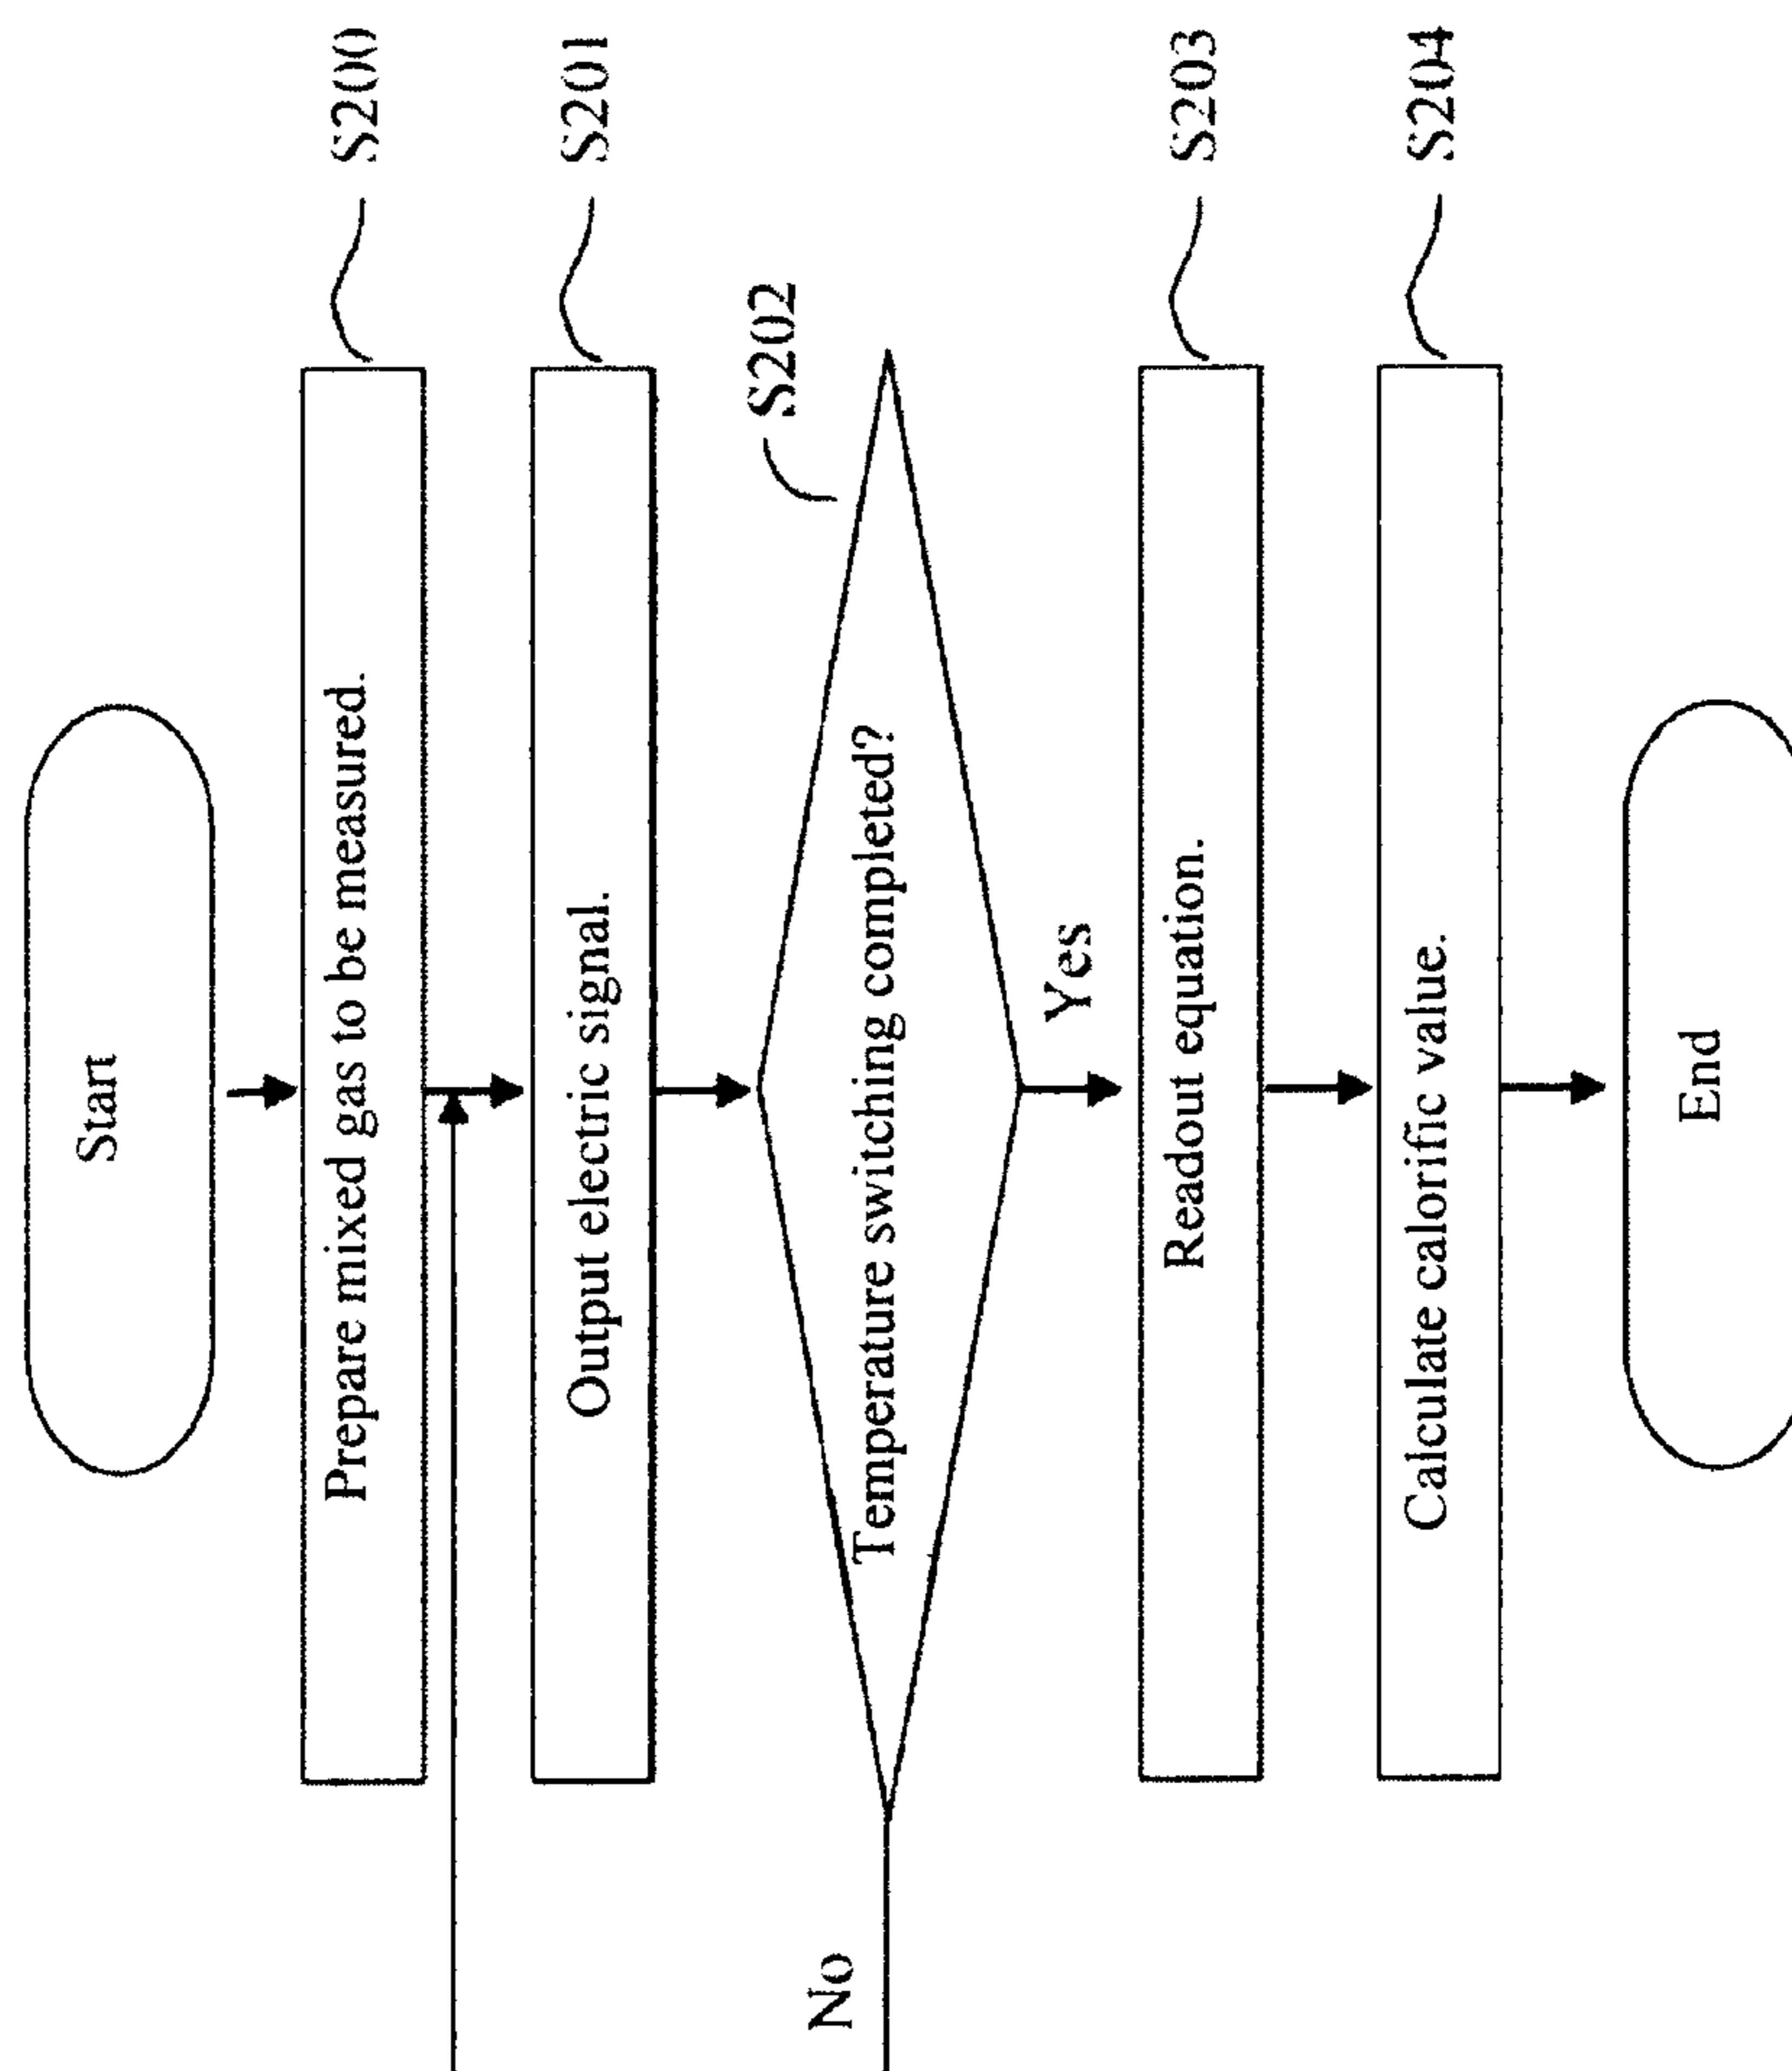 Start
Prepare mixed gas to be measured.
S200
Output electric signal.
S201
S202
Temperature switching completed?
No
Yes
Readout equation.
S203
Calculate calorific value.
S204
End